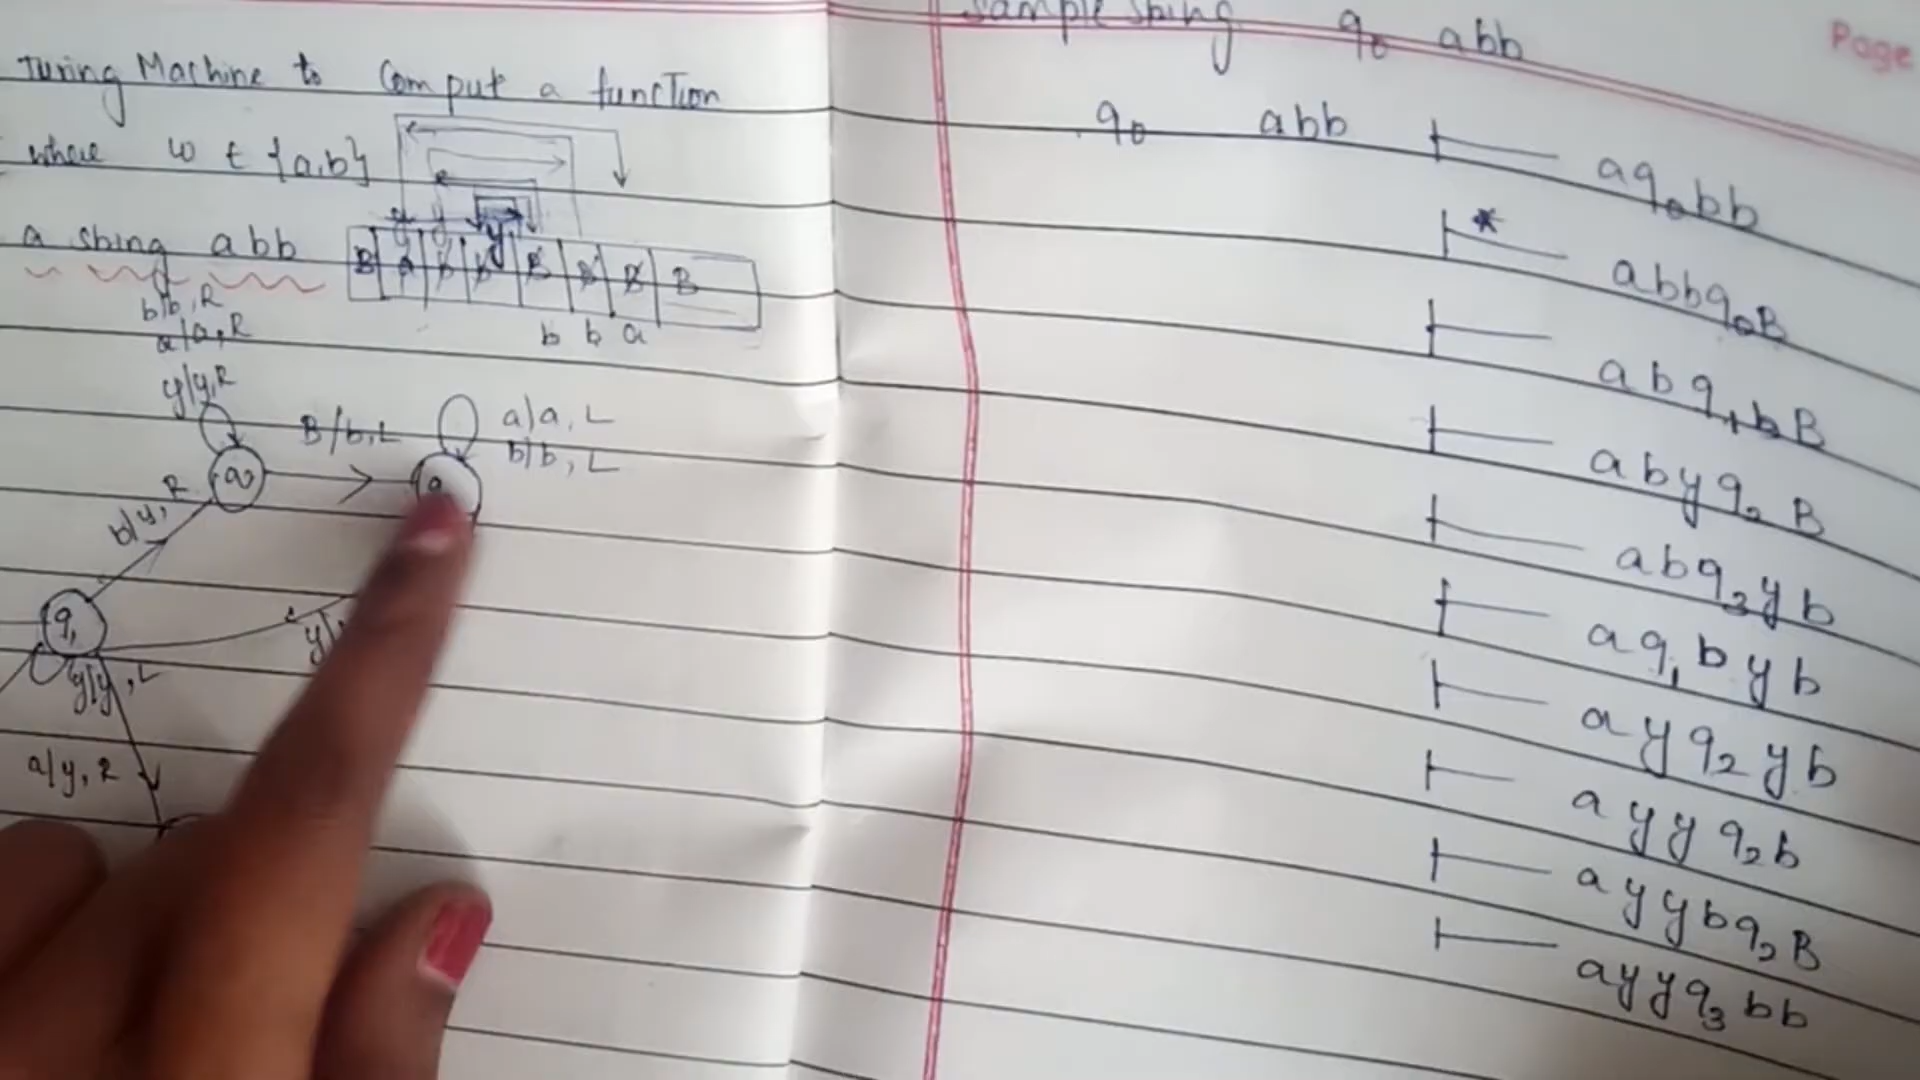 Turing Machine to Compute a function
where w ε {a,b}
a string abb
B a b b B B B B
y y y
b b a
b/b, R
a/a, R
y/y, R
B/b, L
a/a, L
b/b, L
q2
b/y, R
q1
y/y, L
a/y, R
Sample string q0 abb
Page
q0 abb ⊢ aq0bb
⊢* abbq0B
⊢ abq1bB
⊢ abyq2B
⊢ abq3yb
⊢ aq1byb
⊢ ayq2yb
⊢ ayyq2b
⊢ ayybq2B
⊢ ayyq3bb